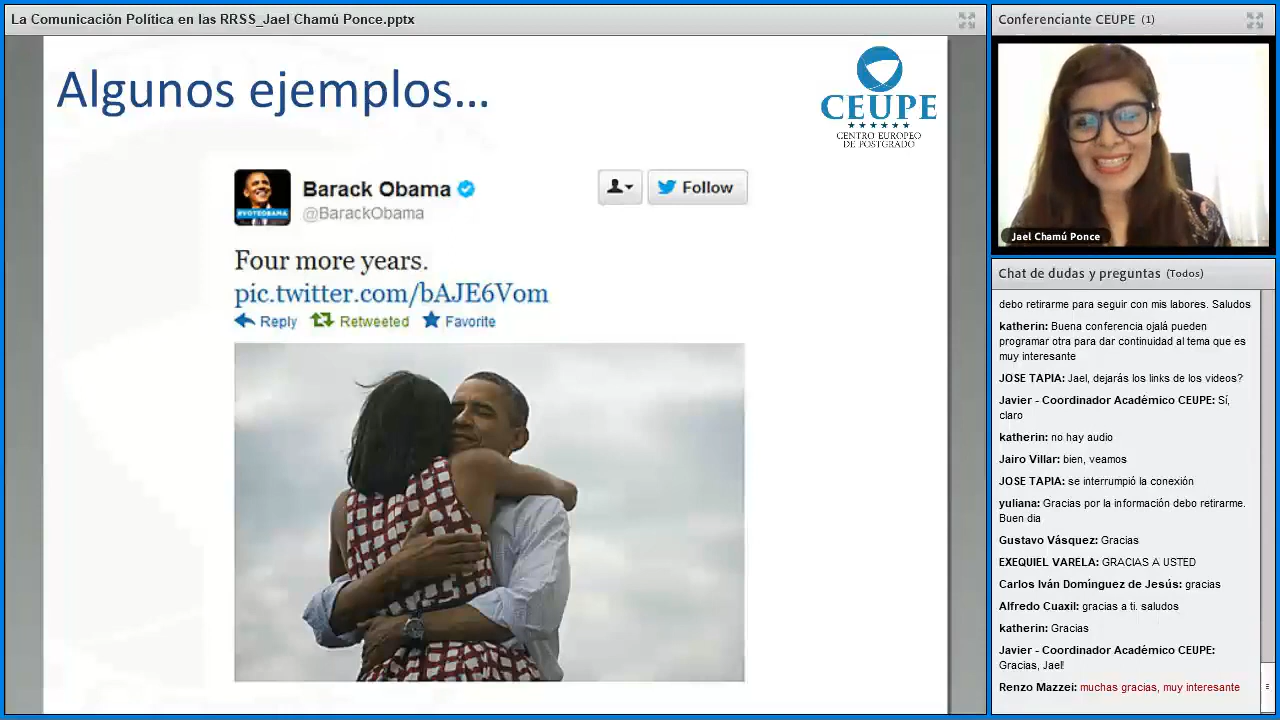 La Comunicación Política en las RRSS_Jael Chamú Ponce.pptx
Algunos ejemplos...
CEUPE
CENTRO EUROPEO
DE POSTGRADO
#VOTEOBAMA
Barack Obama
@BarackObama
Follow
Four more years.
pic.twitter.com/bAJE6Vom
Reply Retweeted Favorite
Conferenciante CEUPE (1)
Jael Chamú Ponce
Chat de dudas y preguntas (Todos)
debo retirarme para seguir con mis labores. Saludos
katherin: Buena conferencia ojalá pueden
programar otra para dar continuidad al tema que es
muy interesante
JOSE TAPIA: Jael, dejarás los links de los videos?
Javier - Coordinador Académico CEUPE: Sí,
claro
katherin: no hay audio
Jairo Villar: bien, veamos
JOSE TAPIA: se interrumpió la conexión
yuliana: Gracias por la información debo retirarme.
Buen dia
Gustavo Vásquez: Gracias
EXEQUIEL VARELA: GRACIAS A USTED
Carlos Iván Domínguez de Jesús: gracias
Alfredo Cuaxil: gracias a ti. saludos
katherin: Gracias
Javier - Coordinador Académico CEUPE:
Gracias, Jael!
Renzo Mazzei: muchas gracias, muy interesante